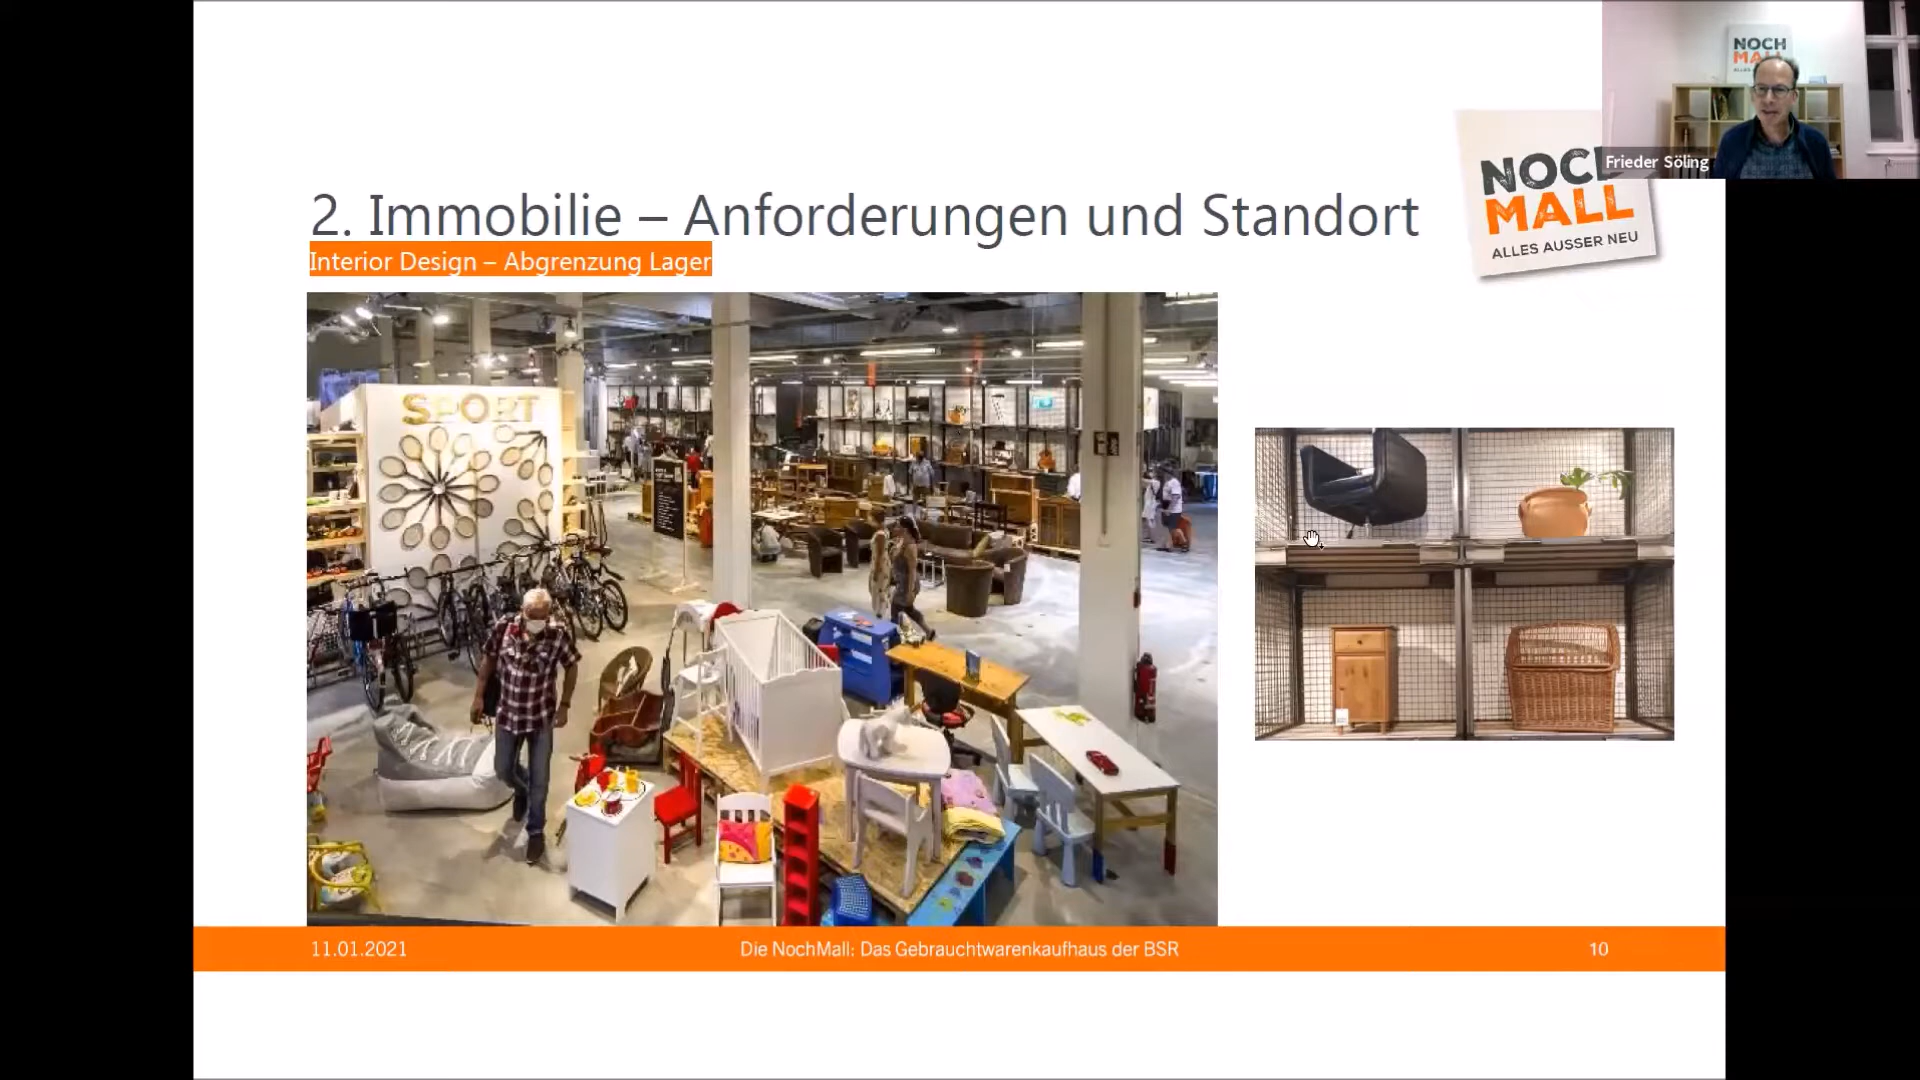 NOCH
MALL
Frieder Söling
NOCH
MALL
ALLES AUSSER NEU
2. Immobilie – Anforderungen und Standort
Interior Design – Abgrenzung Lager
SPORT
11.01.2021
Die NochMall: Das Gebrauchtwarenkaufhaus der BSR
10